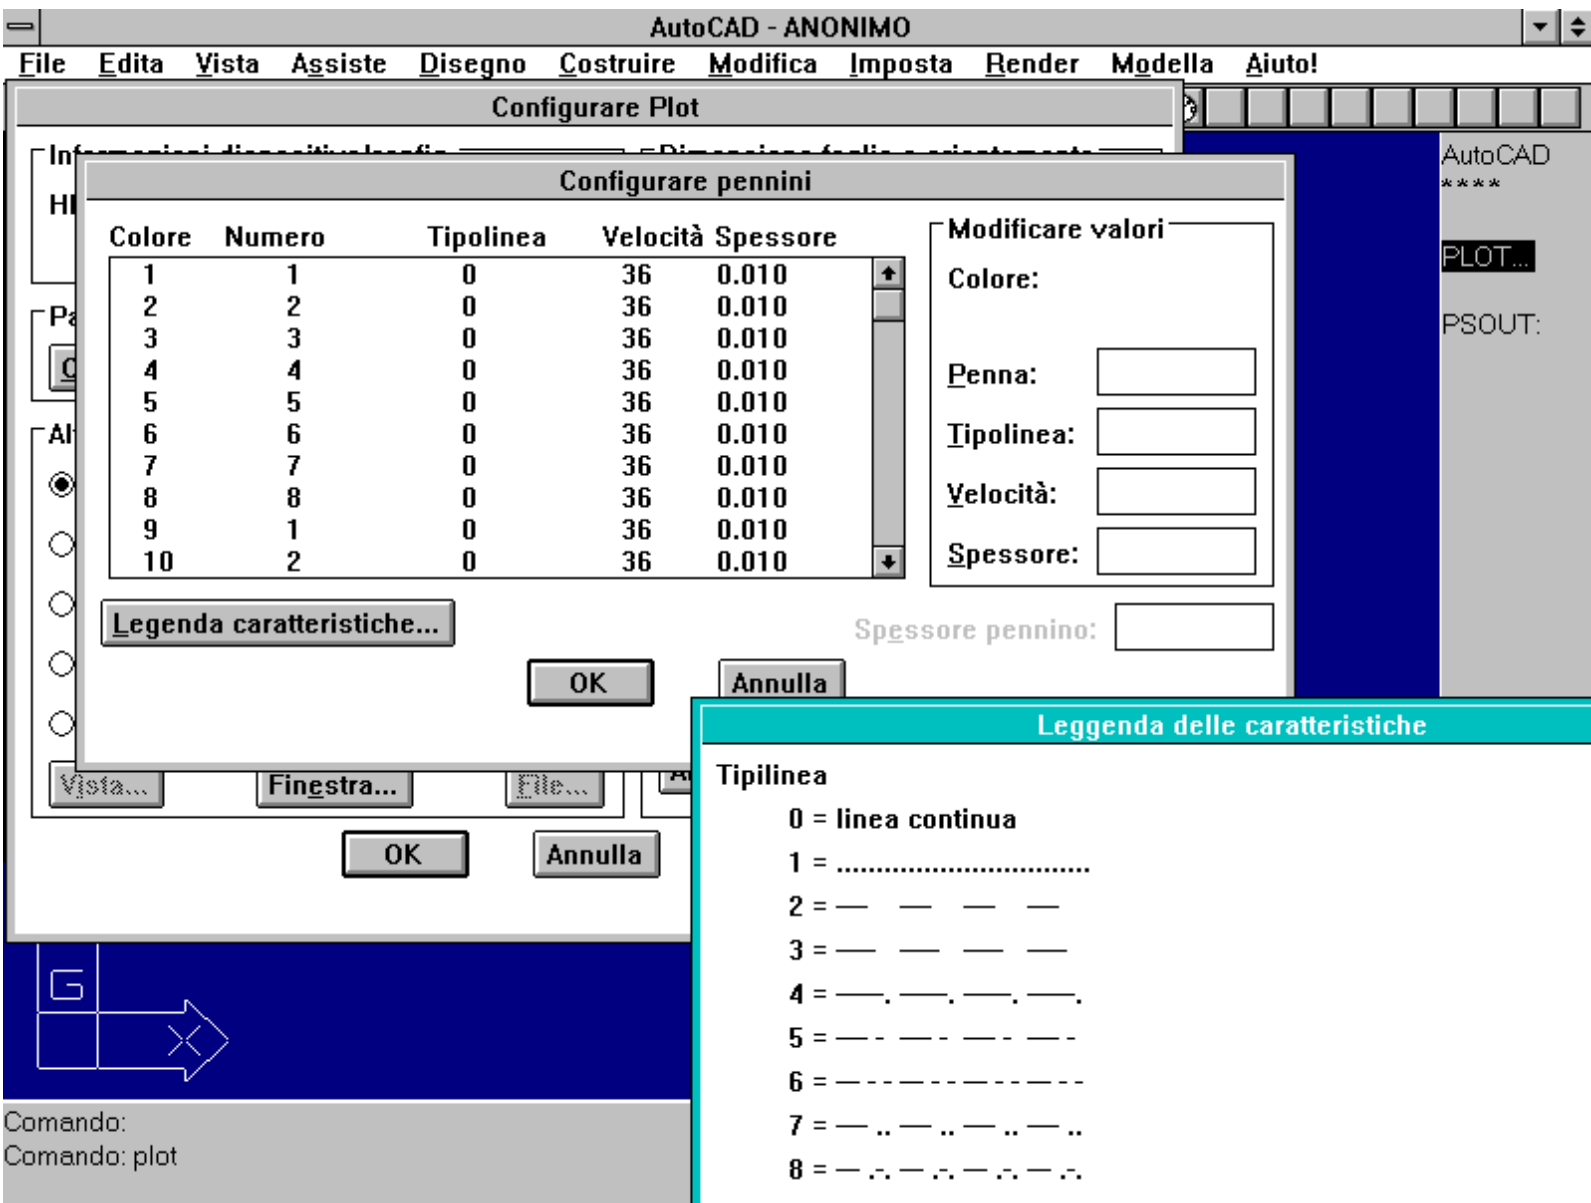 AutoCAD - ANONIMO
File Edita Vista Assiste Disegno Costruire Modifica Imposta Render Modella Aiuto!
Configurare Plot
Configurare pennini
AutoCAD
****
PLOT...
PSOUT:
Colore Numero Tipolinea Velocità Spessore
1 1 0 36 0.010
2 2 0 36 0.010
3 3 0 36 0.010
4 4 0 36 0.010
5 5 0 36 0.010
6 6 0 36 0.010
7 7 0 36 0.010
8 8 0 36 0.010
9 1 0 36 0.010
10 2 0 36 0.010
Modificare valori
Colore:
Penna:
Tipolinea:
Velocità:
Spessore:
Legenda caratteristiche...
Spessore pennino:
OK Annulla
Vista... Finestra... File...
OK Annulla
Leggenda delle caratteristiche
Tipilinea
0 = linea continua
1 = ................................
2 = — — — —
3 = — — — —
4 = —. —. —. —.
5 = — - — - — - — -
6 = — - - — - - — - - — - -
7 = — .. — .. — .. — ..
8 = — .-. — .-. — .-. — .-.
G
X
Comando:
Comando: plot